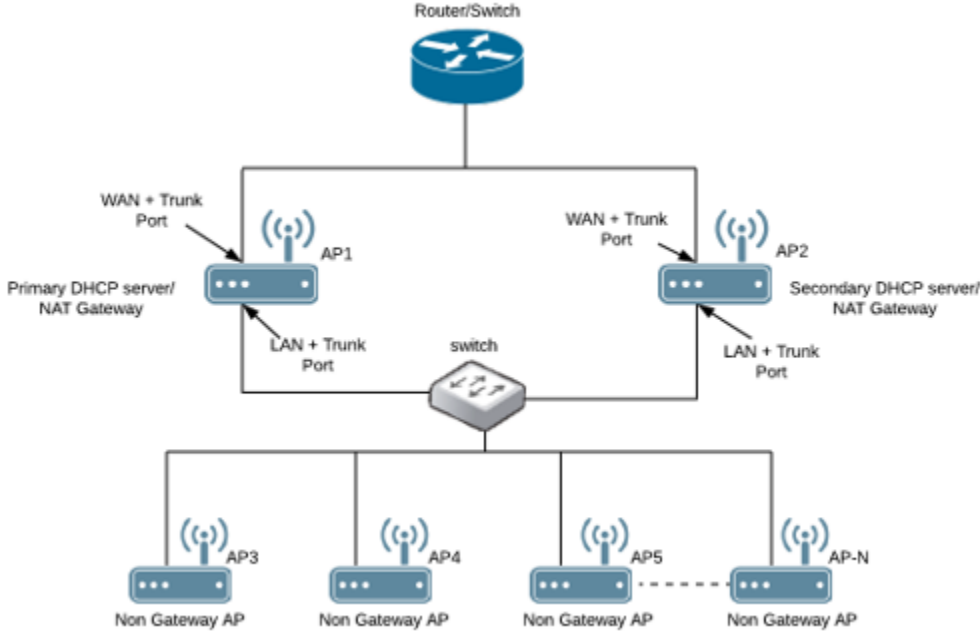 Router/Switch
WAN + Trunk
Port
AP1
Primary DHCP server/
NAT Gateway
LAN + Trunk
Port
WAN + Trunk
Port
AP2
Secondary DHCP server/
NAT Gateway
LAN + Trunk
Port
switch
AP3
Non Gateway AP
AP4
Non Gateway AP
AP5
Non Gateway AP
AP-N
Non Gateway AP